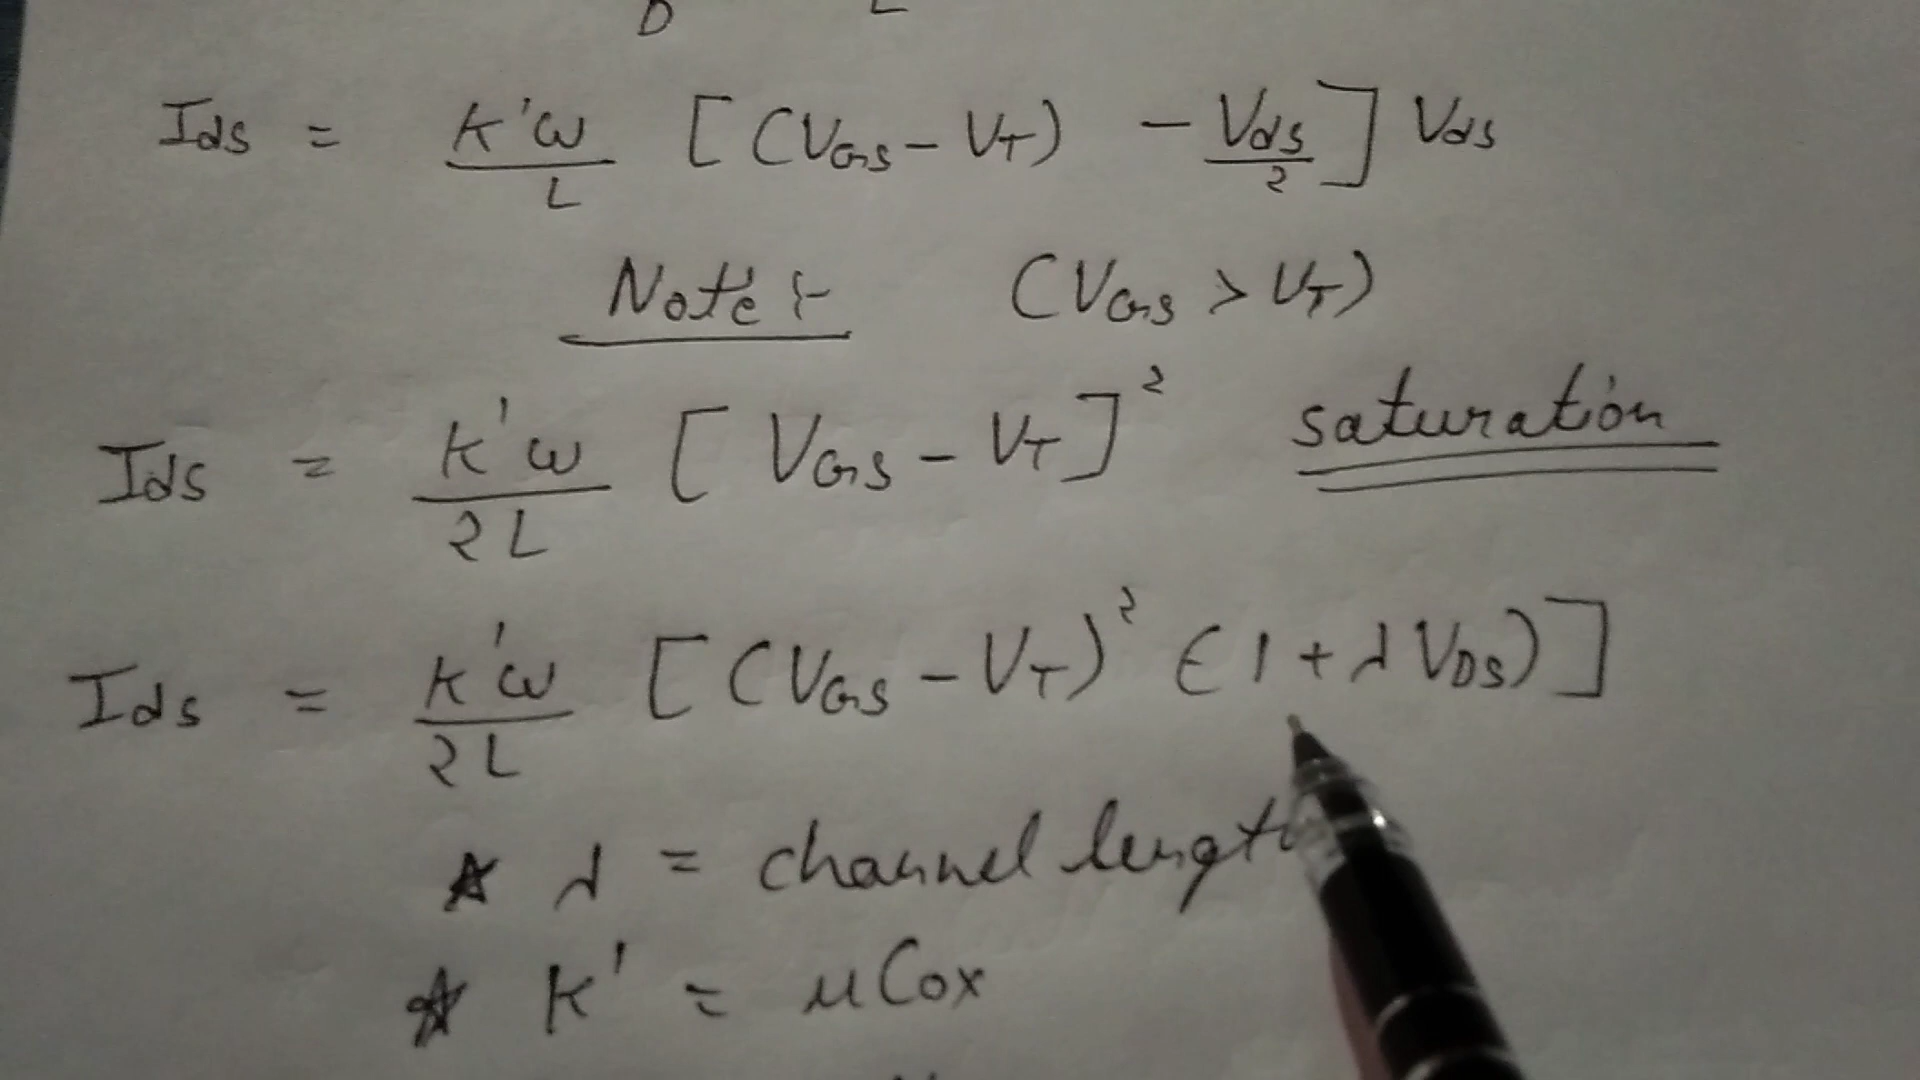 D L
Ids = K'ω/L [(VGS - VT) - Vds/2] Vds
Note :- (VGS > VT)
Ids = K'ω/2L [VGS - VT]² saturation
Ids = K'ω/2L [(VGS - VT)² (1 + λVDS)]
☆ λ = channel length
☆ K' = μCox